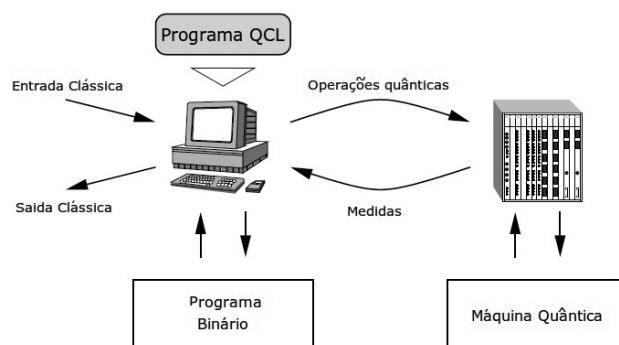 Programa QCL
Entrada Clássica
Operações quânticas
Saida Clássica
Medidas
Programa
Binário
Máquina Quântica